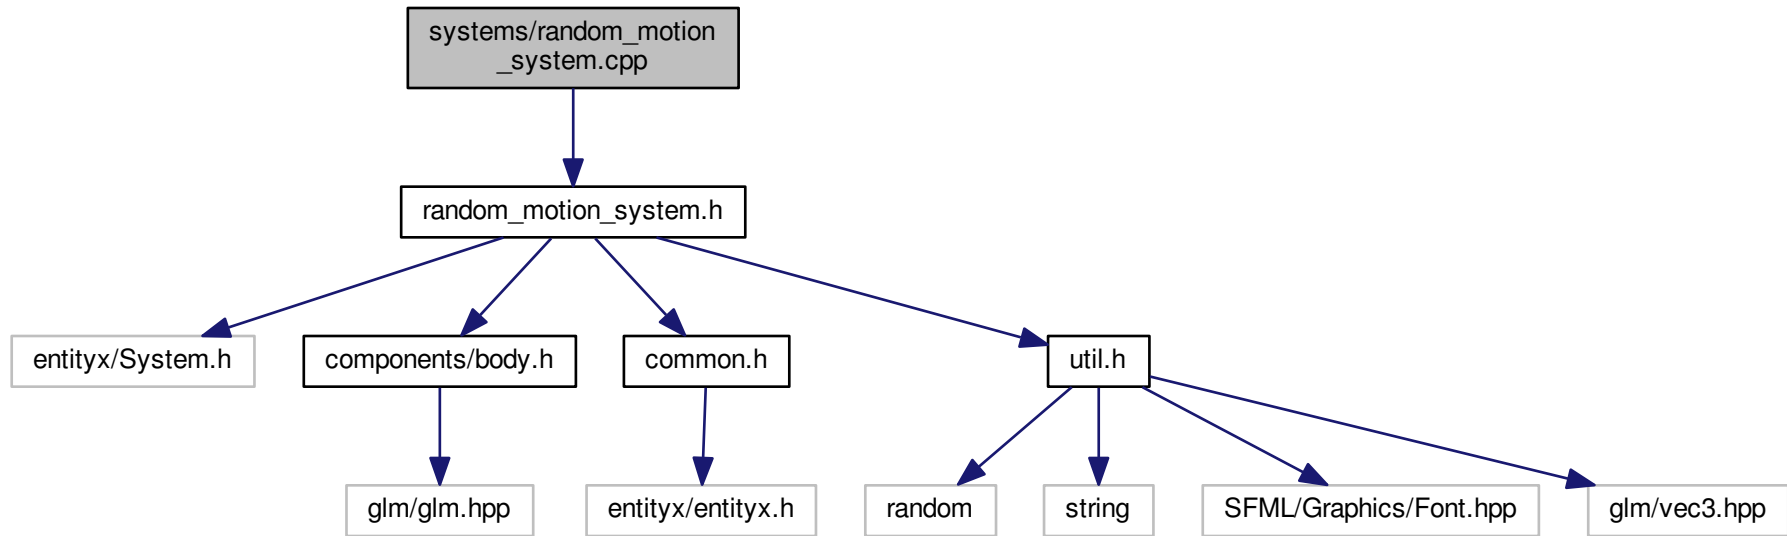 systems/random_motion
_system.cpp
random_motion_system.h
entityx/System.h
components/body.h
common.h
util.h
glm/glm.hpp
entityx/entityx.h
random
string
SFML/Graphics/Font.hpp
glm/vec3.hpp